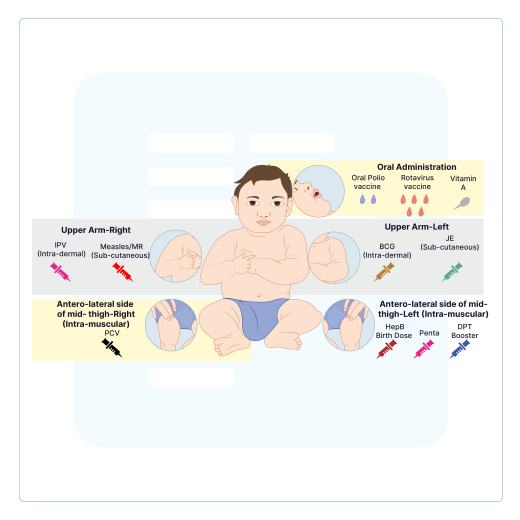 Oral Administration
Oral Polio
vaccine
Rotavirus
vaccine
Vitamin
A
Upper Arm-Right
IPV
(Intra-dermal)
Measles/MR
(Sub-cutaneous)
Upper Arm-Left
BCG
(Intra-dermal)
JE
(Sub-cutaneous)
Antero-lateral side
of mid- thigh-Right
(Intra-muscular)
PCV
Antero-lateral side of mid-
thigh-Left (Intra-muscular)
HepB
Birth Dose
Penta
DPT
Booster